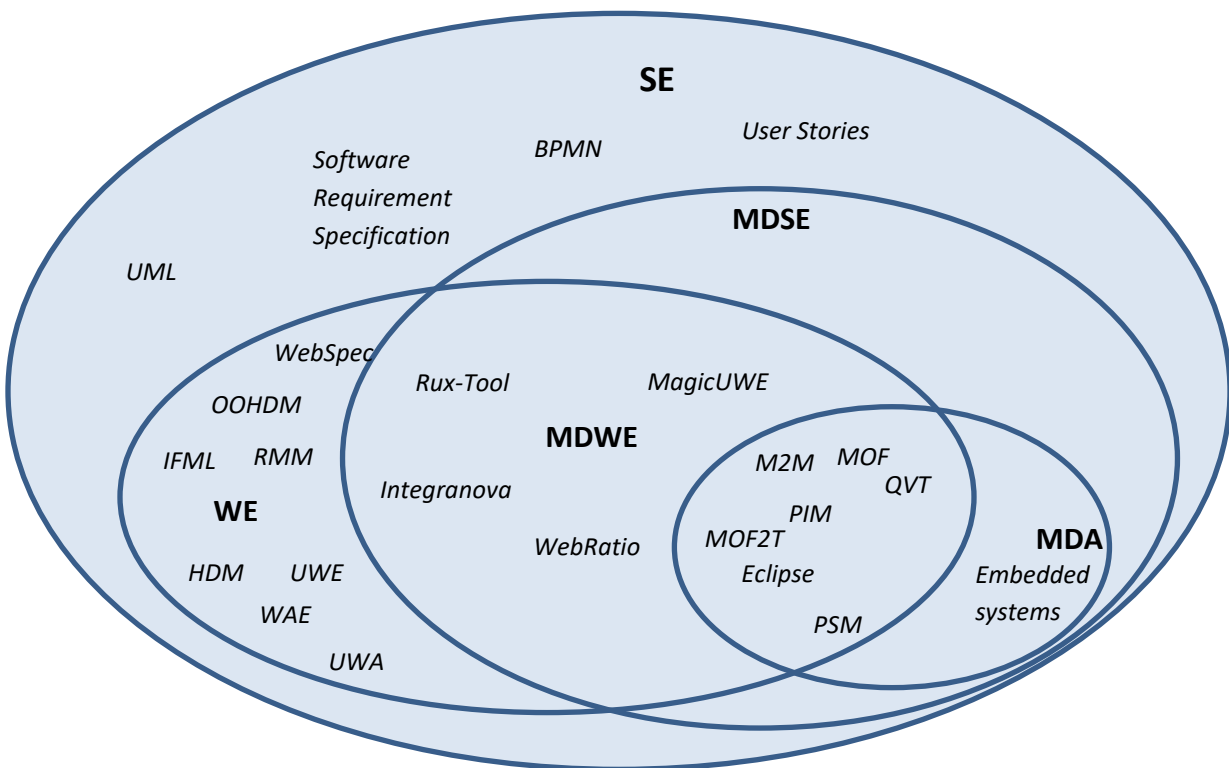 SE
User Stories
BPMN
Software
Requirement
Specification
MDSE
UML
WebSpec
Rux-Tool
MagicUWE
OOHDM
MDWE
IFML
RMM
M2M
MOF
QVT
Integranova
WE
PIM
WebRatio
MOF2T
MDA
HDM
UWE
Eclipse
Embedded
systems
WAE
PSM
UWA